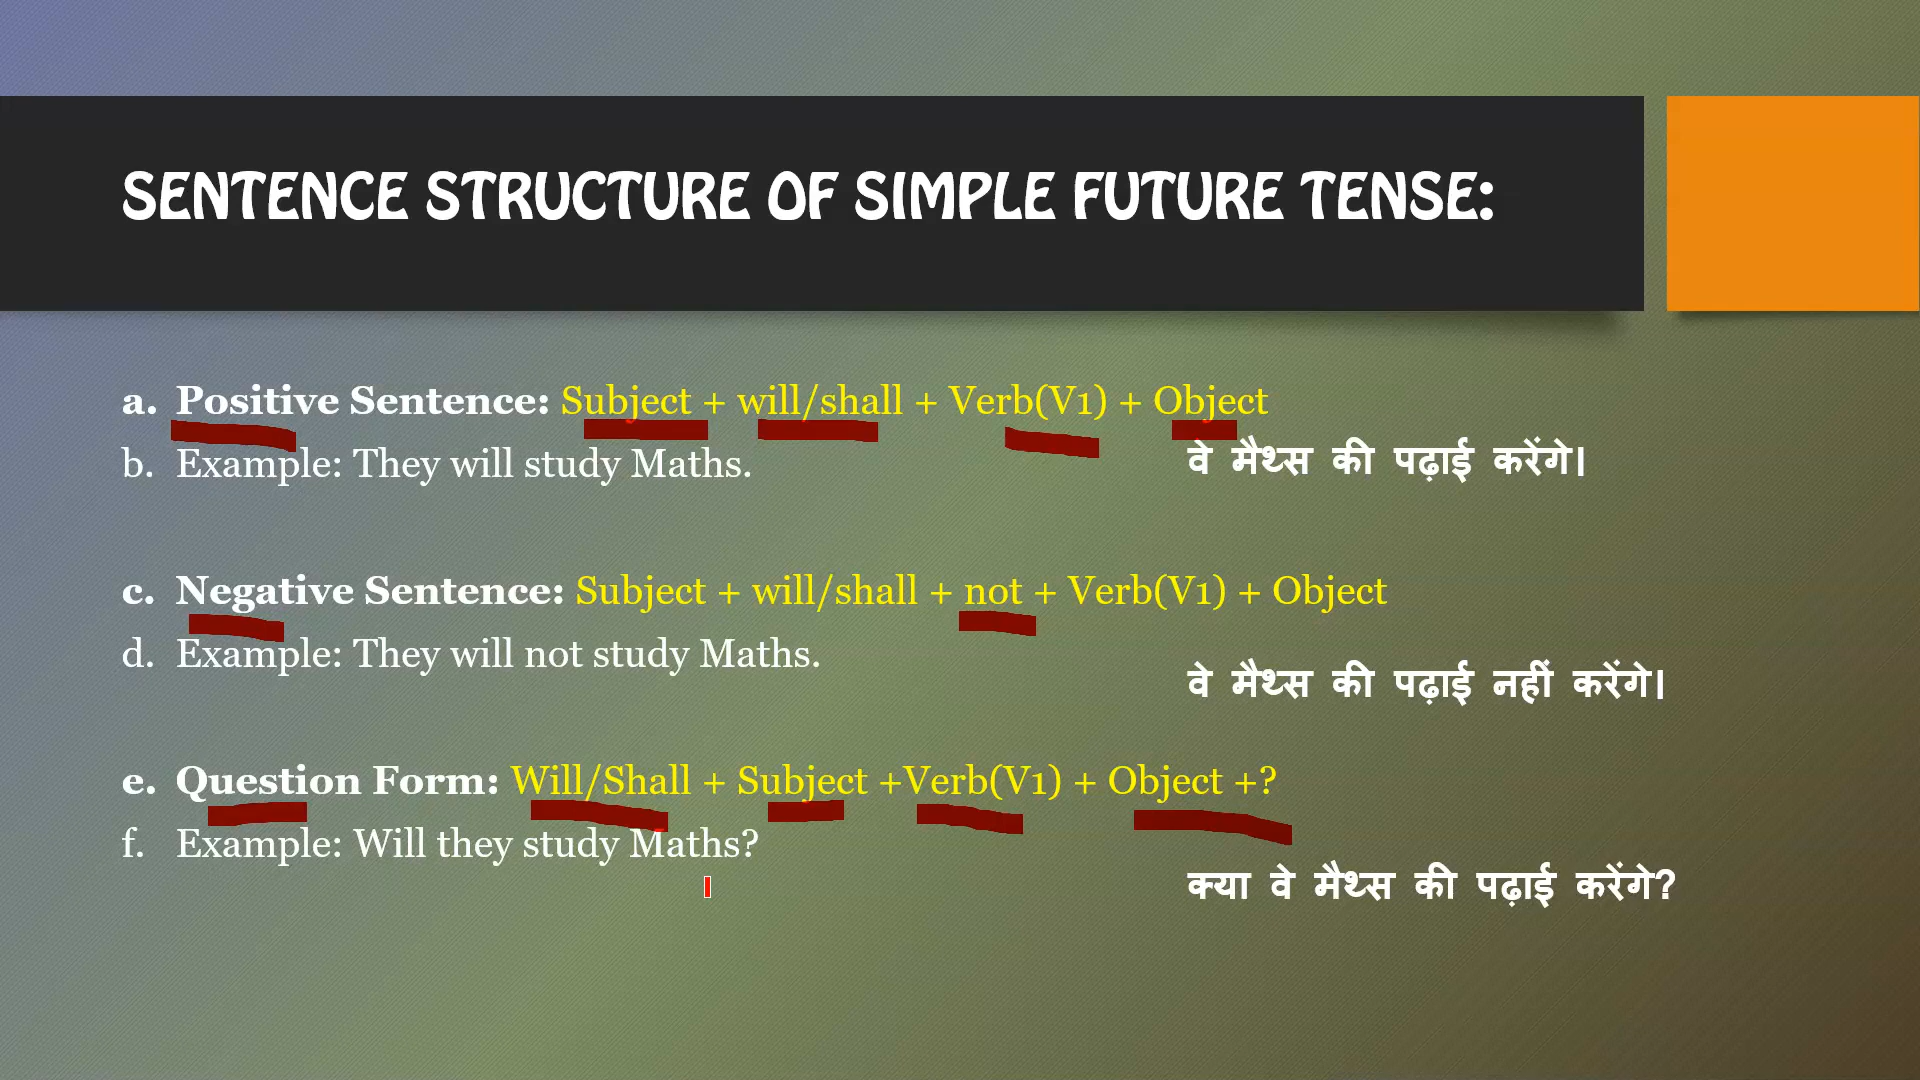 SENTENCE STRUCTURE OF SIMPLE FUTURE TENSE:
a. Positive Sentence: Subject + will/shall + Verb(V1) + Object
b. Example: They will study Maths. वे मैथ्स की पढ़ाई करेंगे।
c. Negative Sentence: Subject + will/shall + not + Verb(V1) + Object
d. Example: They will not study Maths.
वे मैथ्स की पढ़ाई नहीं करेंगे।
e. Question Form: Will/Shall + Subject +Verb(V1) + Object +?
f. Example: Will they study Maths?
क्या वे मैथ्स की पढ़ाई करेंगे?